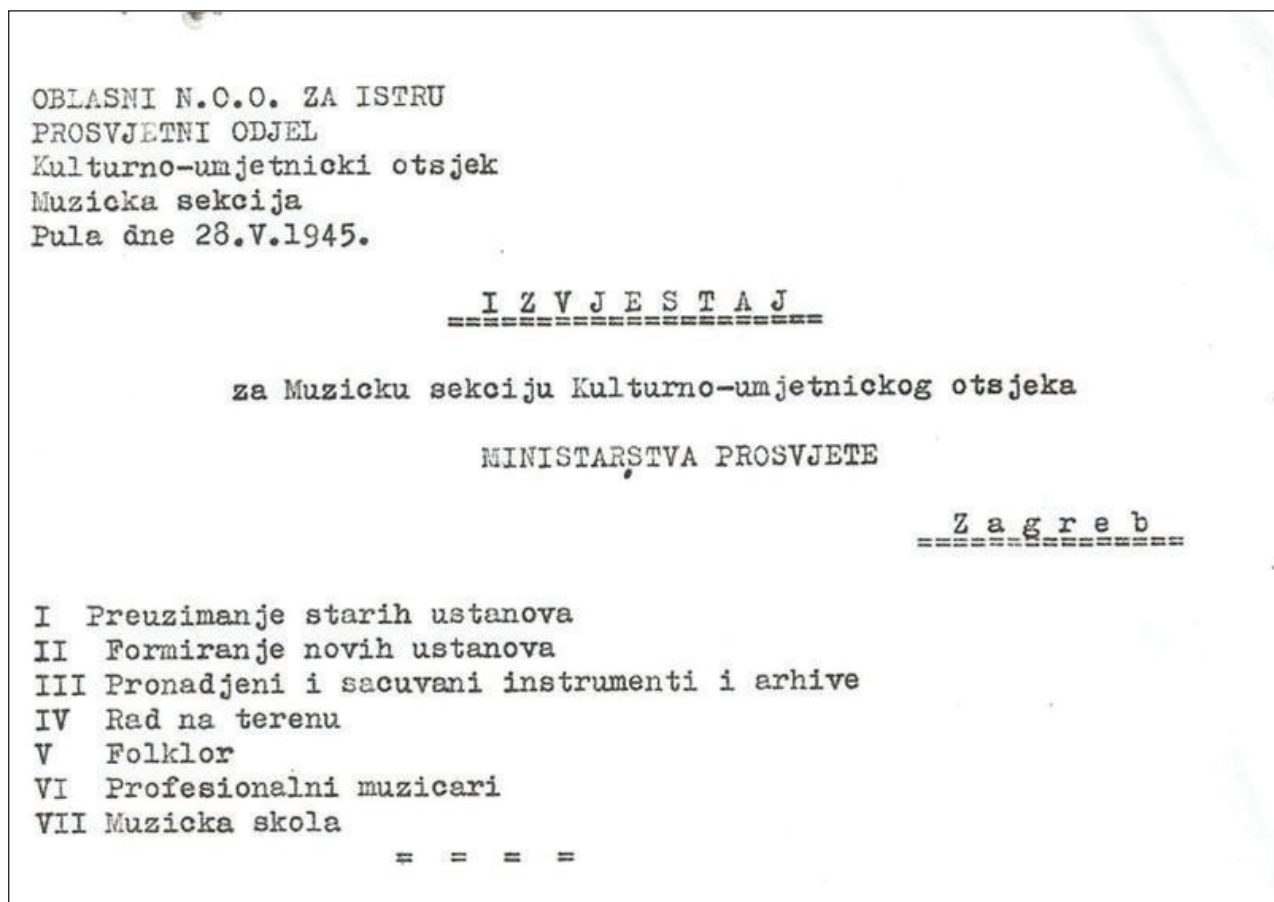 OBLASNI N.O.O. ZA ISTRU
PROSVJETNI ODJEL
Kulturno-umjetnicki otsjek
Muzicka sekcija
Pula dne 28.V.1945.
I Z V J E S T A J
=====================
za Muzicku sekciju Kulturno-umjetnickog otsjeka
MINISTARSTVA PROSVJETE
Z a g r e b
===============
I Preuzimanje starih ustanova
II Formiranje novih ustanova
III Pronadjeni i sacuvani instrumenti i arhive
IV Rad na terenu
V Folklor
VI Profesionalni muzicari
VII Muzicka skola
= = = =